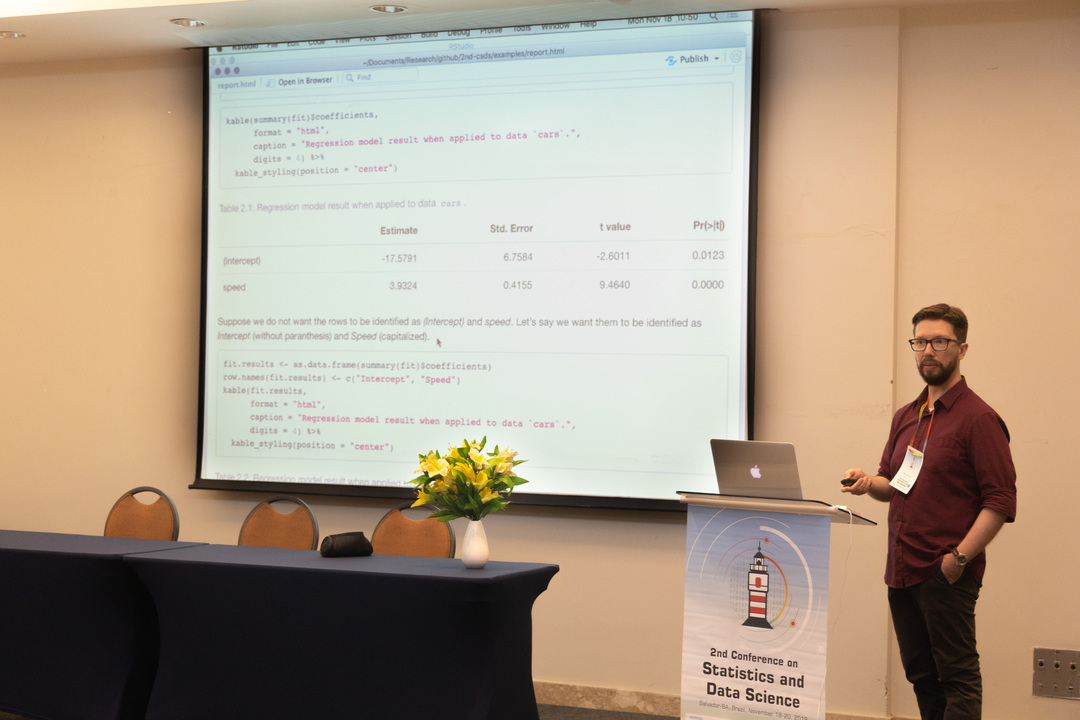 RStudio File Edit Code View Plots Session Build Debug Profile Tools Window Help Mon Nov 18 10:50
RStudio
~/Documents/Research/github/2nd-csds/examples/report.html
report.html Open in Browser Find Publish
kable(summary(fit)$coefficients,
format = "html",
caption = "Regression model result when applied to data `cars`.",
digits = 4) %>%
kable_styling(position = "center")
Table 2.1: Regression model result when applied to data cars.
Estimate Std. Error t value Pr(>|t|)
(Intercept) -17.5791 6.7584 -2.6011 0.0123
speed 3.9324 0.4155 9.4640 0.0000
Suppose we do not want the rows to be identified as (Intercept) and speed. Let's say we want them to be identified as
Intercept (without paranthesis) and Speed (capitalized).
fit.results <- as.data.frame(summary(fit)$coefficients)
row.names(fit.results) <- c("Intercept", "Speed")
kable(fit.results,
format = "html",
caption = "Regression model result when applied to data `cars`.",
digits = 4) %>%
kable_styling(position = "center")
Table 2.2: Regression model result when applied
2nd Conference on
Statistics and
Data Science
Salvador-BA, Brazil, November 18-20, 2019